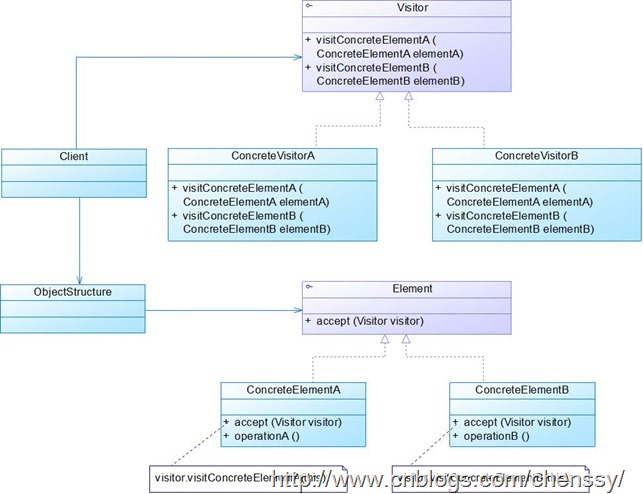 Visitor
+ visitConcreteElementA (
ConcreteElementA elementA)
+ visitConcreteElementB (
ConcreteElementB elementB)
Client
ConcreteVisitorA
+ visitConcreteElementA (
ConcreteElementA elementA)
+ visitConcreteElementB (
ConcreteElementB elementB)
ConcreteVisitorB
+ visitConcreteElementA (
ConcreteElementA elementA)
+ visitConcreteElementB (
ConcreteElementB elementB)
ObjectStructure
Element
+ accept (Visitor visitor)
ConcreteElementA
+ accept (Visitor visitor)
+ operationA ()
ConcreteElementB
+ accept (Visitor visitor)
+ operationB ()
http://www.cnblogs.com/chenssy/